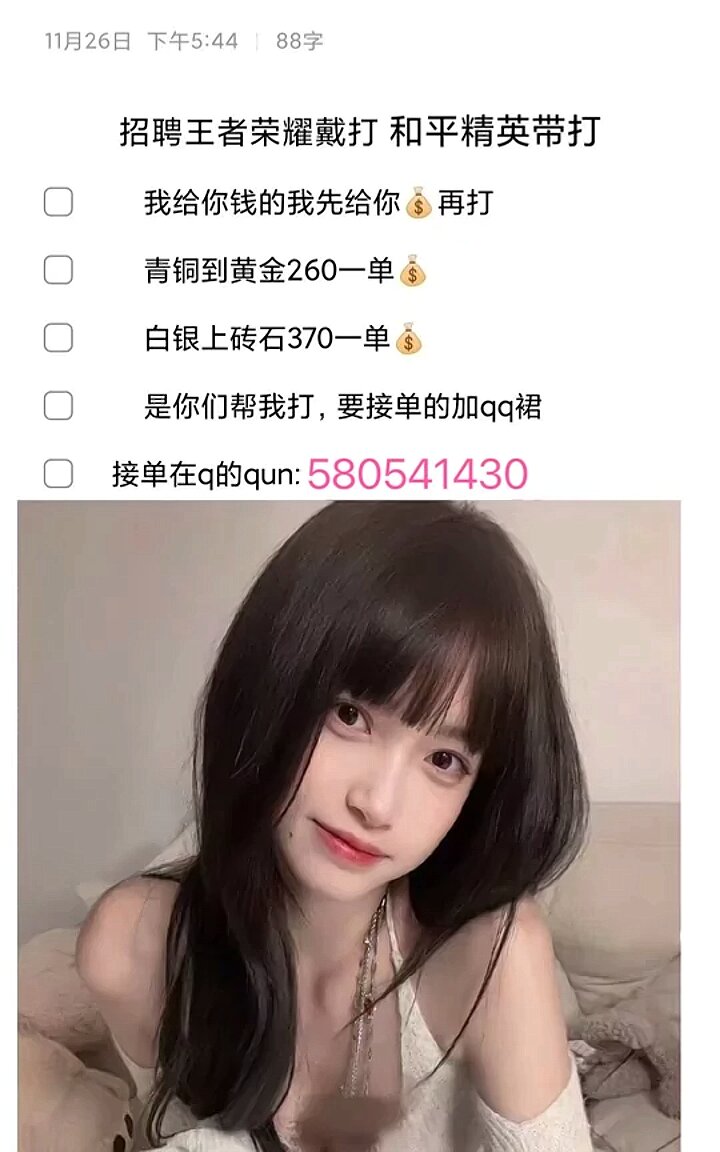 11月26日 下午5:44 | 88字
招聘王者荣耀戴打 和平精英带打
我给你钱的我先给你💰再打
青铜到黄金260一单💰
白银上砖石370一单💰
是你们帮我打，要接单的加qq裙
接单在q的qun: 580541430